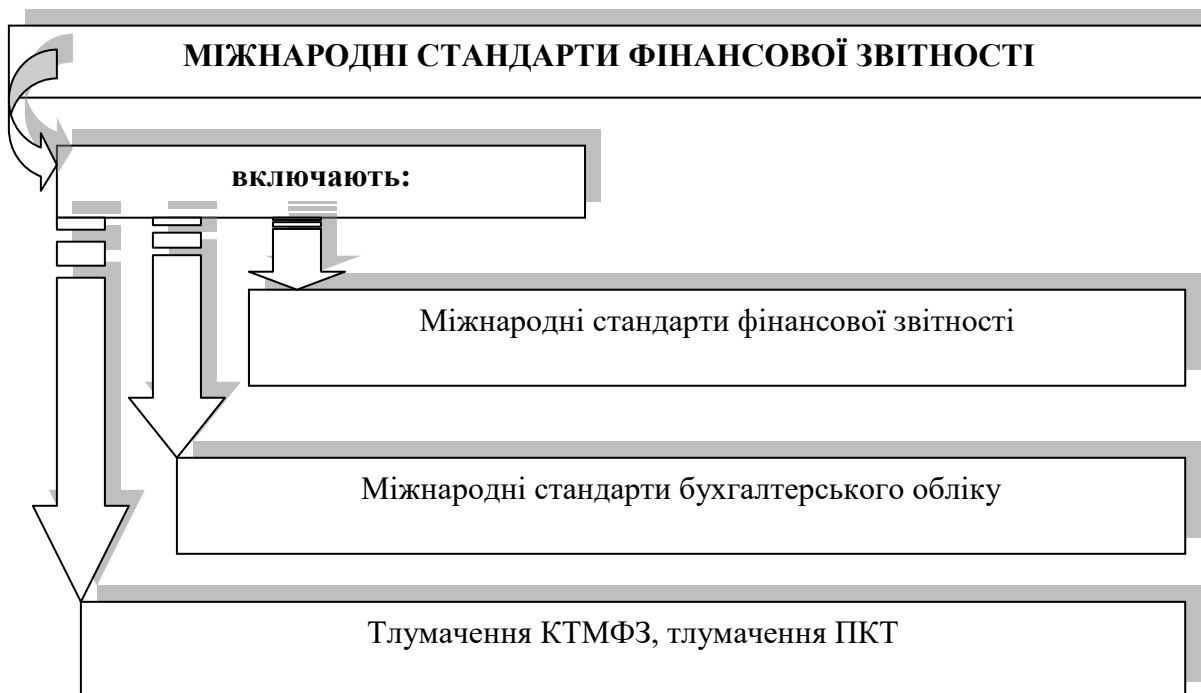 МІЖНАРОДНІ СТАНДАРТИ ФІНАНСОВОЇ ЗВІТНОСТІ
включають:
Міжнародні стандарти фінансової звітності
Міжнародні стандарти бухгалтерського обліку
Тлумачення КТМФЗ, тлумачення ПКТ